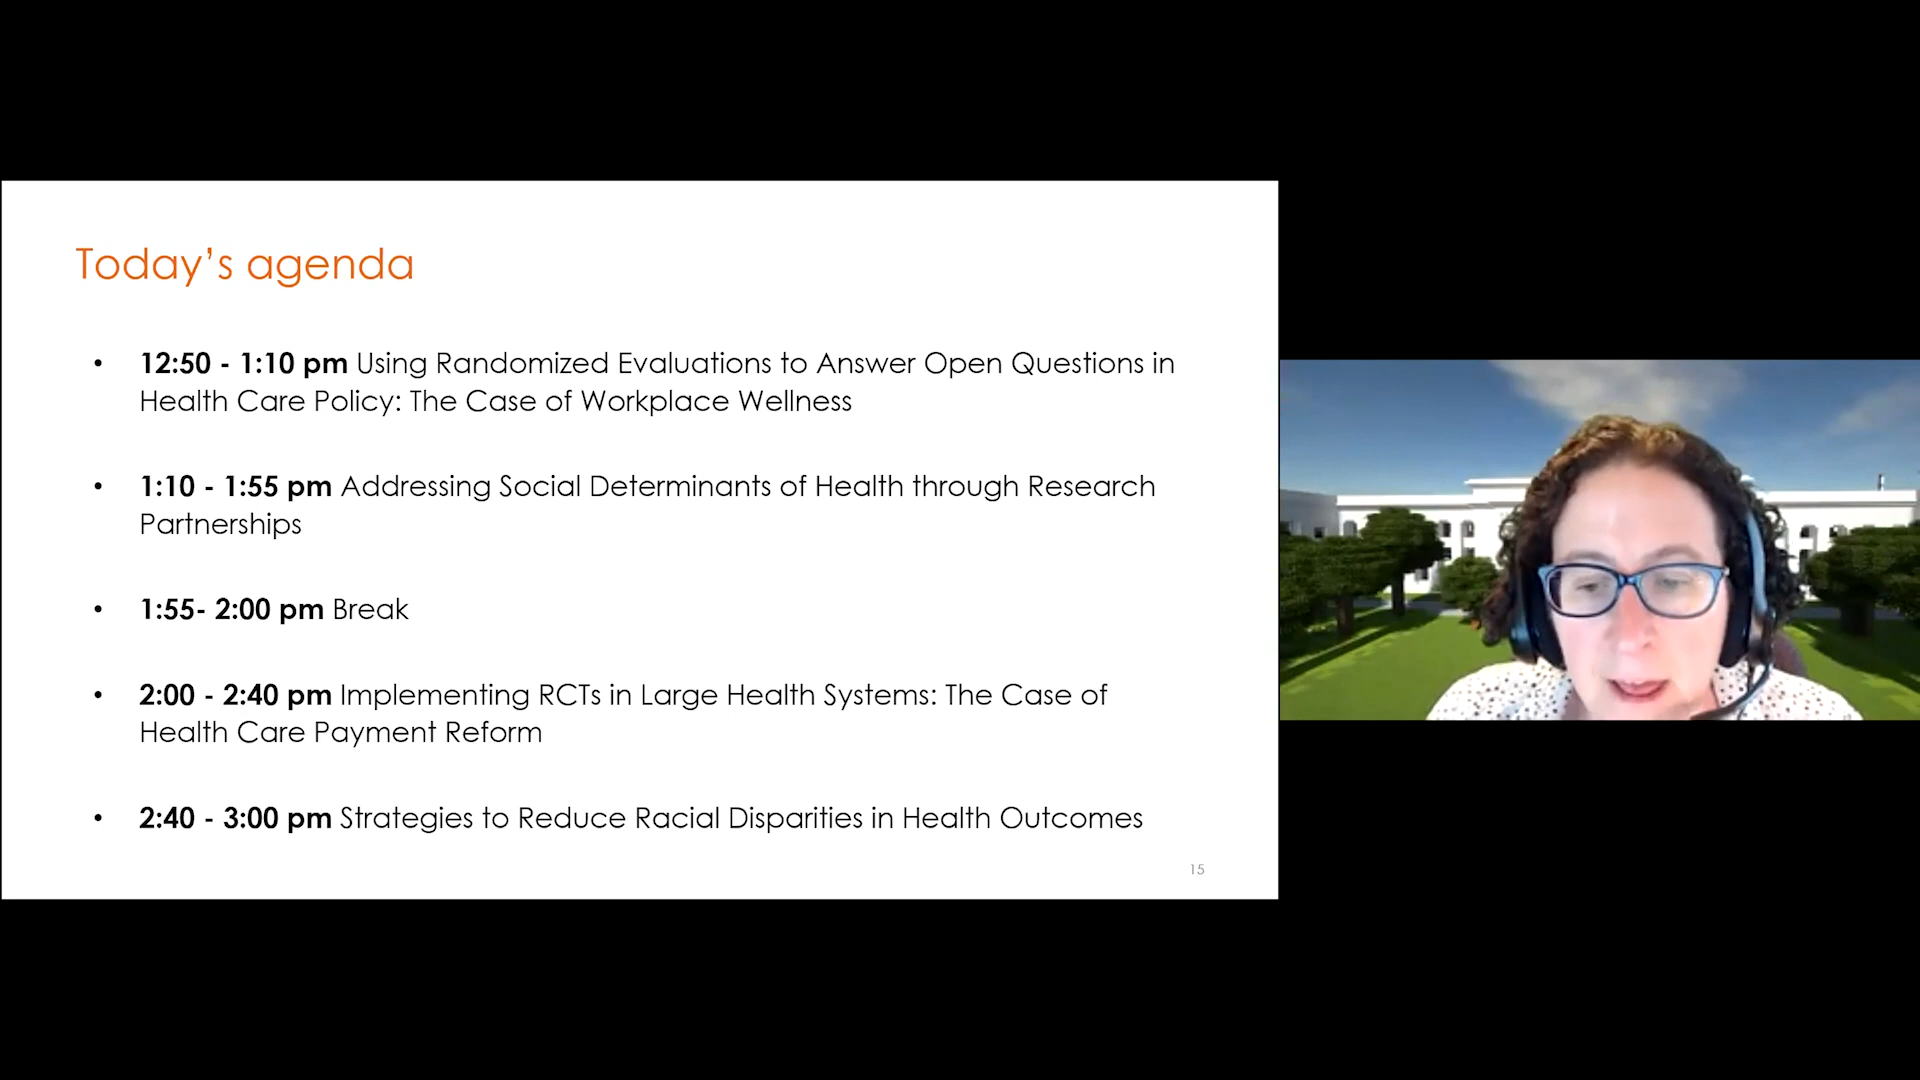 Today’s agenda
• 12:50 - 1:10 pm Using Randomized Evaluations to Answer Open Questions in
Health Care Policy: The Case of Workplace Wellness
• 1:10 - 1:55 pm Addressing Social Determinants of Health through Research
Partnerships
• 1:55- 2:00 pm Break
• 2:00 - 2:40 pm Implementing RCTs in Large Health Systems: The Case of
Health Care Payment Reform
• 2:40 - 3:00 pm Strategies to Reduce Racial Disparities in Health Outcomes
15